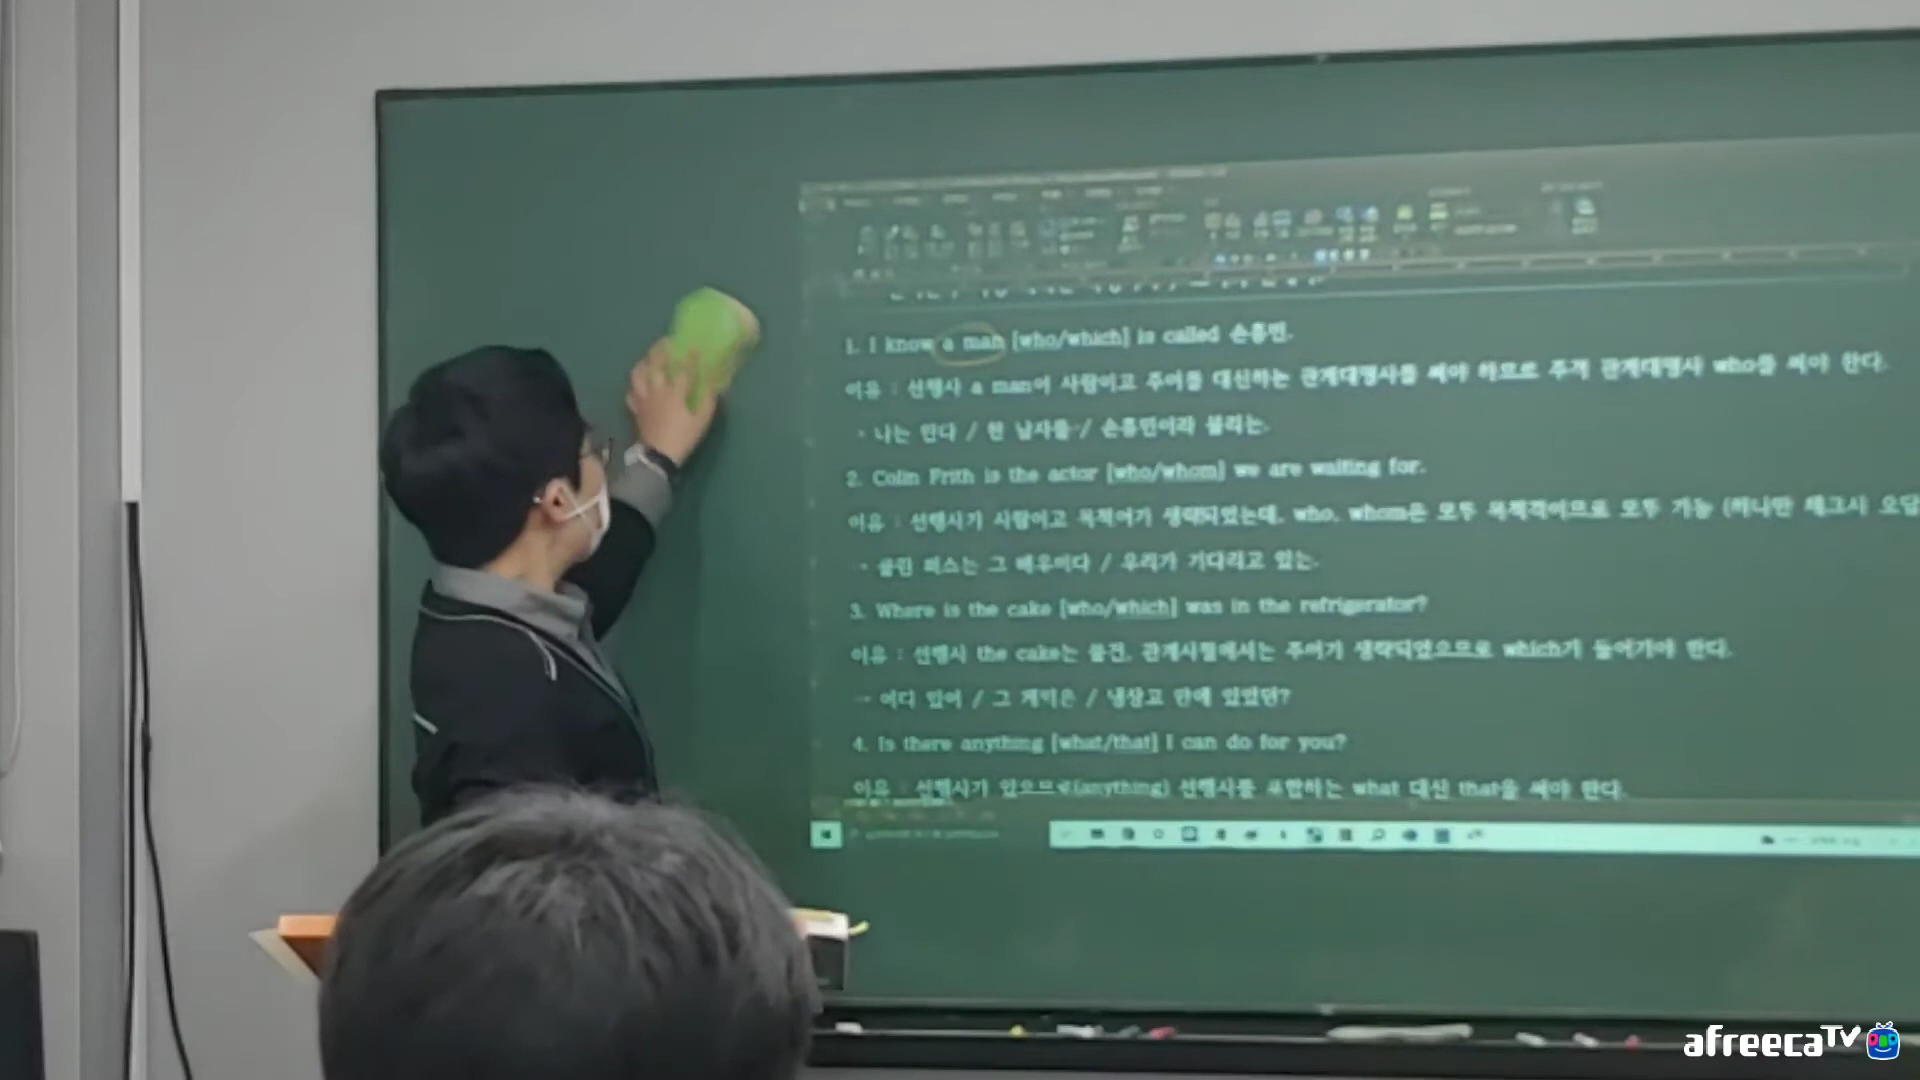 1. I know a man [who/which] is called 손흥민.
이유 : 선행사 a man이 사람이고 주어를 대신하는 관계대명사를 써야 하므로 주격 관계대명사 who를 써야 한다.
나는 안다 / 한 남자를 / 손흥민이라 불리는.
2. Colin Frith is the actor [who/whom] we are waiting for.
이유 : 선행사가 사람이고 목적어가 생략되었는데, who, whom은 모두 목적격이므로 모두 가능 (하나만 체크시 오답
콜린 퍼스는 그 배우이다 / 우리가 기다리고 있는.
3. Where is the cake [who/which] was in the refrigerator?
이유 : 선행사 the cake는 물건, 관계사절에서는 주어가 생략되었으므로 which가 들어가야 한다.
→ 어디 있어 / 그 케익은 / 냉장고 안에 있었던?
4. Is there anything [what/that] I can do for you?
이유 : 선행사가 있으므로(anything) 선행사를 포함하는 what 대신 that을 써야 한다.
afreecaTV